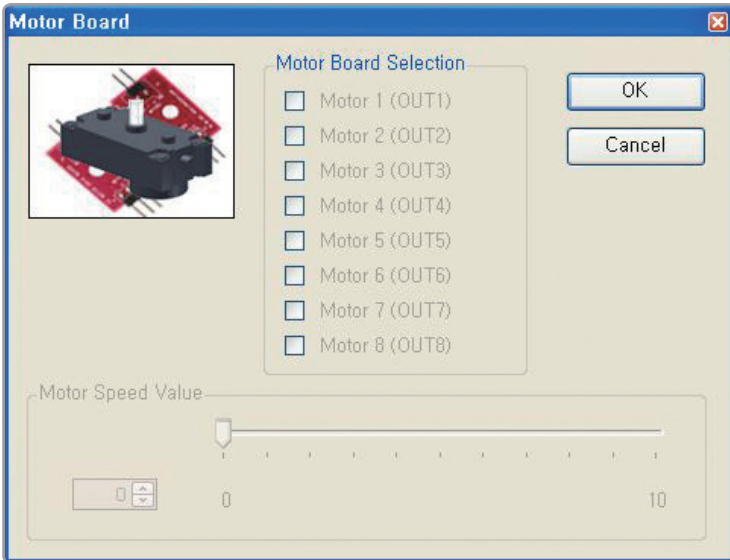 Motor Board
Motor Board Selection
Motor 1 (OUT1)
Motor 2 (OUT2)
Motor 3 (OUT3)
Motor 4 (OUT4)
Motor 5 (OUT5)
Motor 6 (OUT6)
Motor 7 (OUT7)
Motor 8 (OUT8)
OK
Cancel
Motor Speed Value
0
0
10